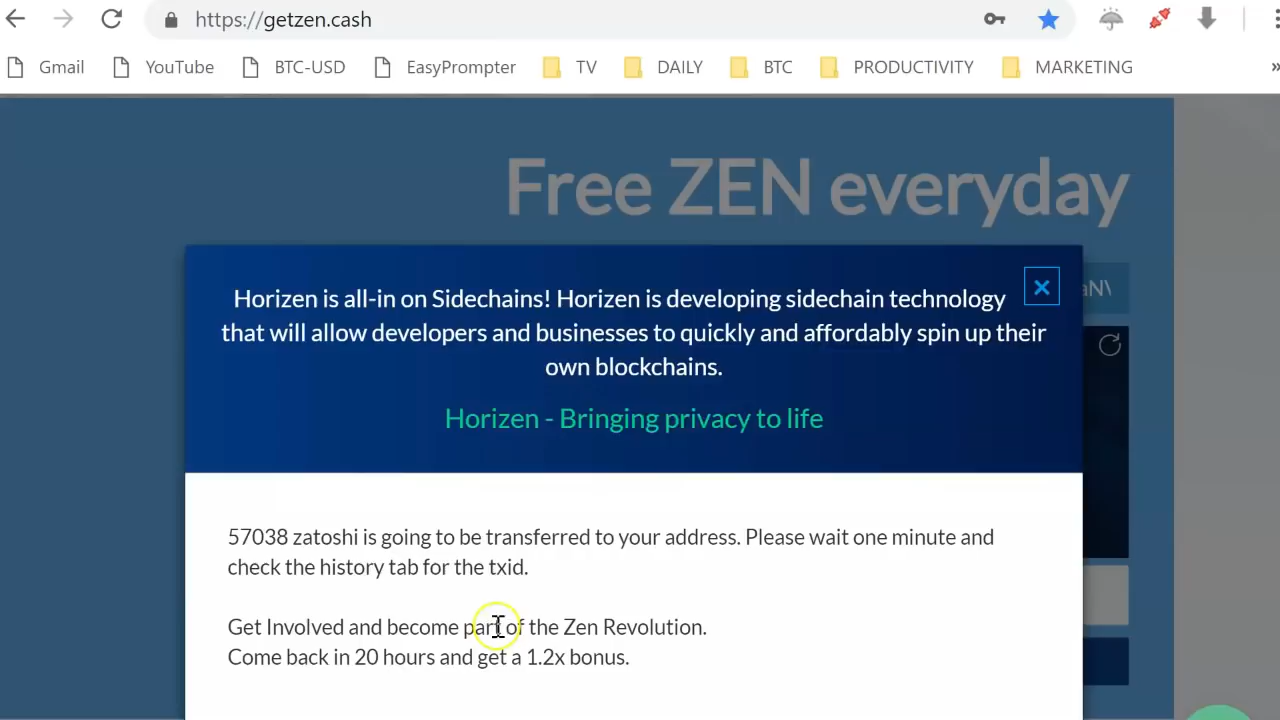 https://getzen.cash
Gmail YouTube BTC-USD EasyPrompter TV DAILY BTC PRODUCTIVITY MARKETING »
Free ZEN everyday
Horizen is all-in on Sidechains! Horizen is developing sidechain technology
that will allow developers and businesses to quickly and affordably spin up their
own blockchains.
Horizen - Bringing privacy to life
57038 zatoshi is going to be transferred to your address. Please wait one minute and
check the history tab for the txid.
Get Involved and become part of the Zen Revolution.
Come back in 20 hours and get a 1.2x bonus.